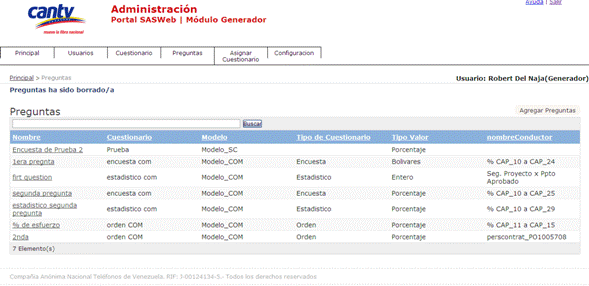 Ayuda | Salir
cantv
mueve la fibra nacional
Administración
Portal SASWeb | Módulo Generador
Principal Usuarios Cuestionario Preguntas Asignar Cuestionario Configuracion
Principal > Preguntas
Usuario: Robert Del Naja(Generador)
Preguntas ha sido borrado/a
Preguntas
Agregar Preguntas
Buscar
Nombre Cuestionario Modelo Tipo de Cuestionario Tipo Valor nombreConductor
Encuesta de Prueba 2 Prueba Modelo_SC Porcentaje
1era pregnta encuesta com Modelo_COM Encuesta Bolivares % CAP_10 a CAP_24
firt question estadistico com Modelo_COM Estadistico Entero Seg. Proyecto x Ppto Aprobado
segunda pregunta encuesta com Modelo_COM Encuesta Porcentaje % CAP_10 a CAP_25
estadistico segunda pregunta estadistico com Modelo_COM Estadistico Porcentaje % CAP_10 a CAP_29
% de esfuerzo orden COM Modelo_COM Orden Porcentaje % CAP_11 a CAP_15
2nda orden COM Modelo_COM Orden Porcentaje perscontrat_PO1005708
7 Elemento(s)
Compañía Anónima Nacional Teléfonos de Venezuela. RIF: J-00124134-5.- Todos los derechos reservados